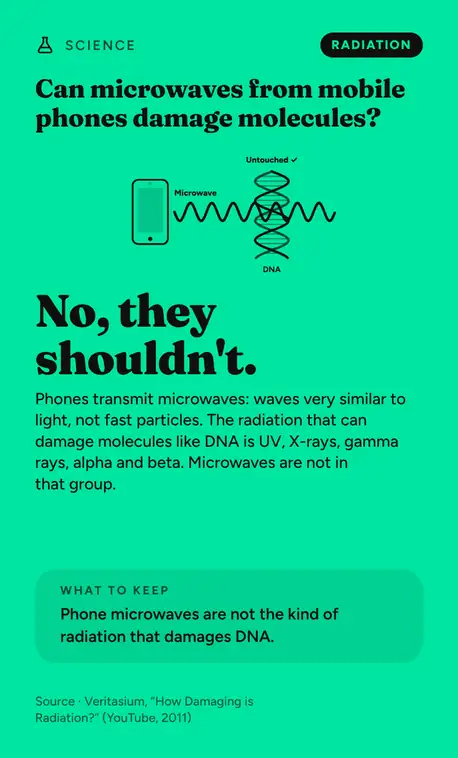 SCIENCE
RADIATION
Can microwaves from mobile
phones damage molecules?
Untouched ✓
Microwave
DNA
No, they
shouldn't.
Phones transmit microwaves: waves very similar to
light, not fast particles. The radiation that can
damage molecules like DNA is UV, X-rays, gamma
rays, alpha and beta. Microwaves are not in
that group.
WHAT TO KEEP
Phone microwaves are not the kind of
radiation that damages DNA.
Source · Veritasium, “How Damaging is
Radiation?” (YouTube, 2011)